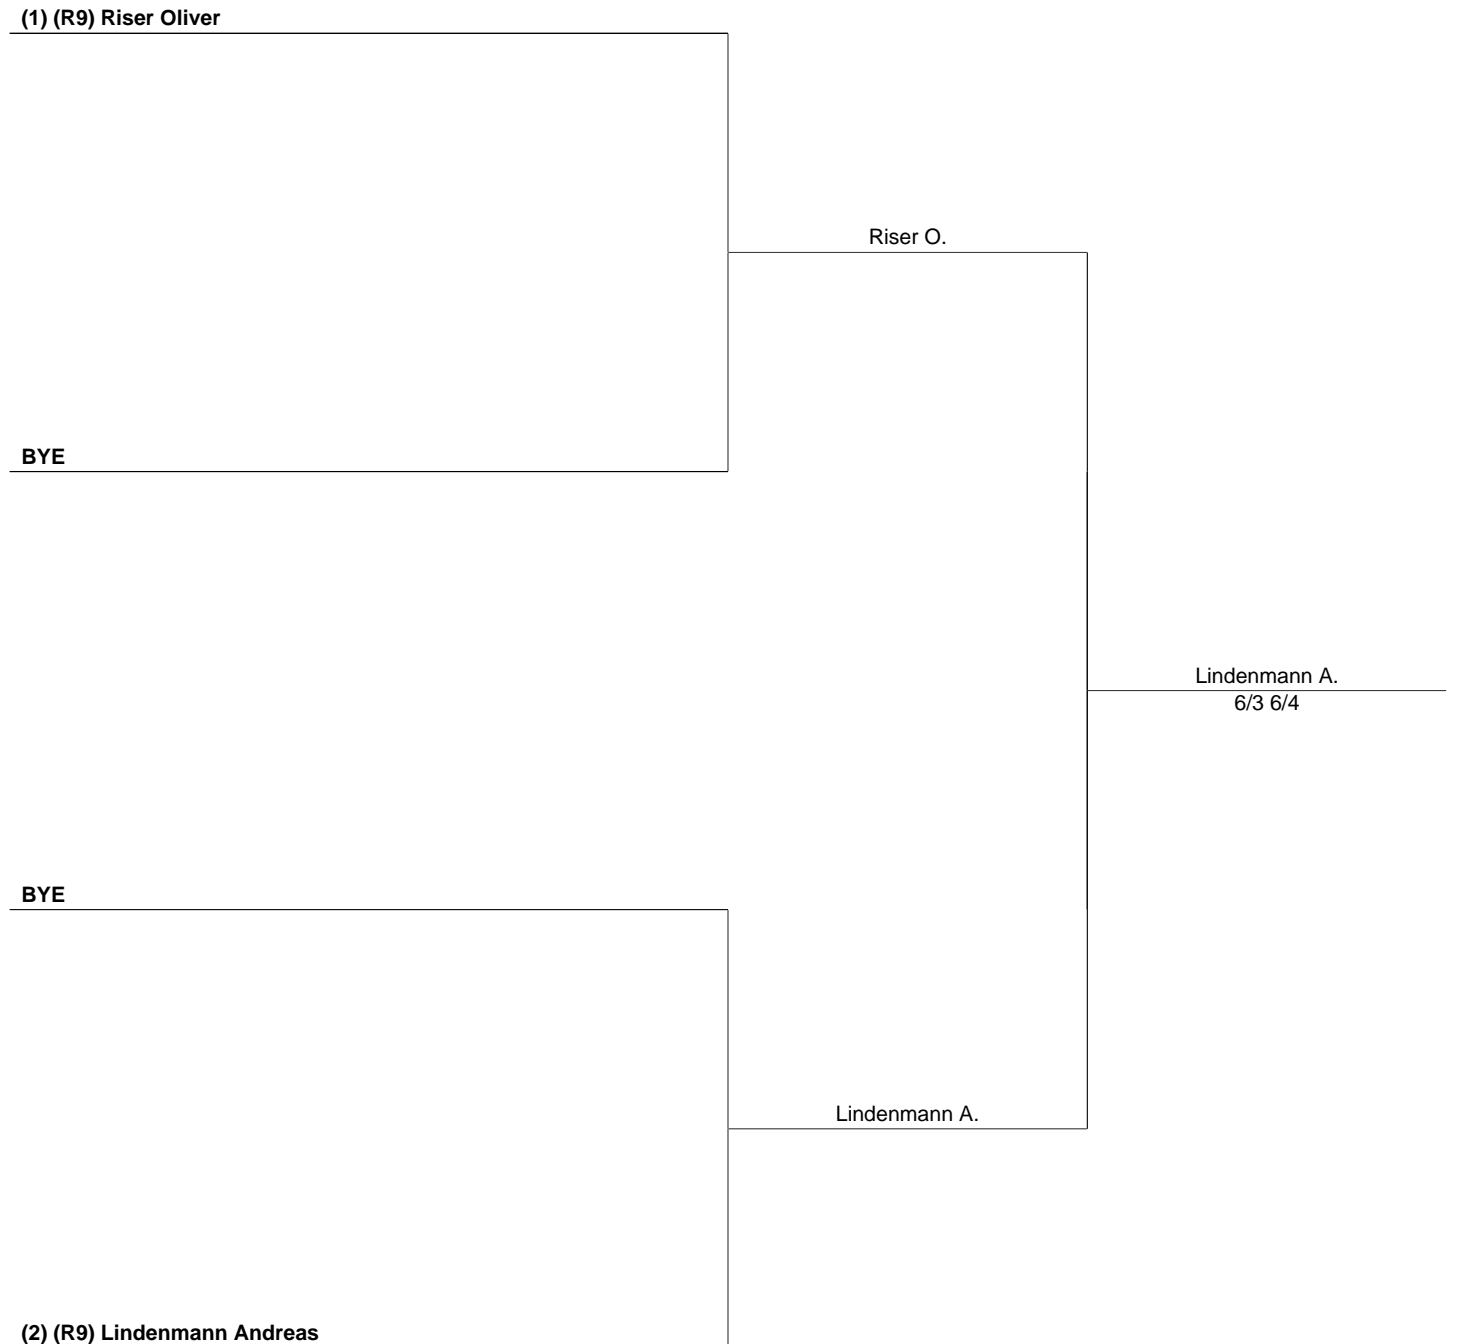 (1) (R9) Riser Oliver
Riser O.
BYE
Lindenmann A.
6/3 6/4
BYE
Lindenmann A.
(2) (R9) Lindenmann Andreas